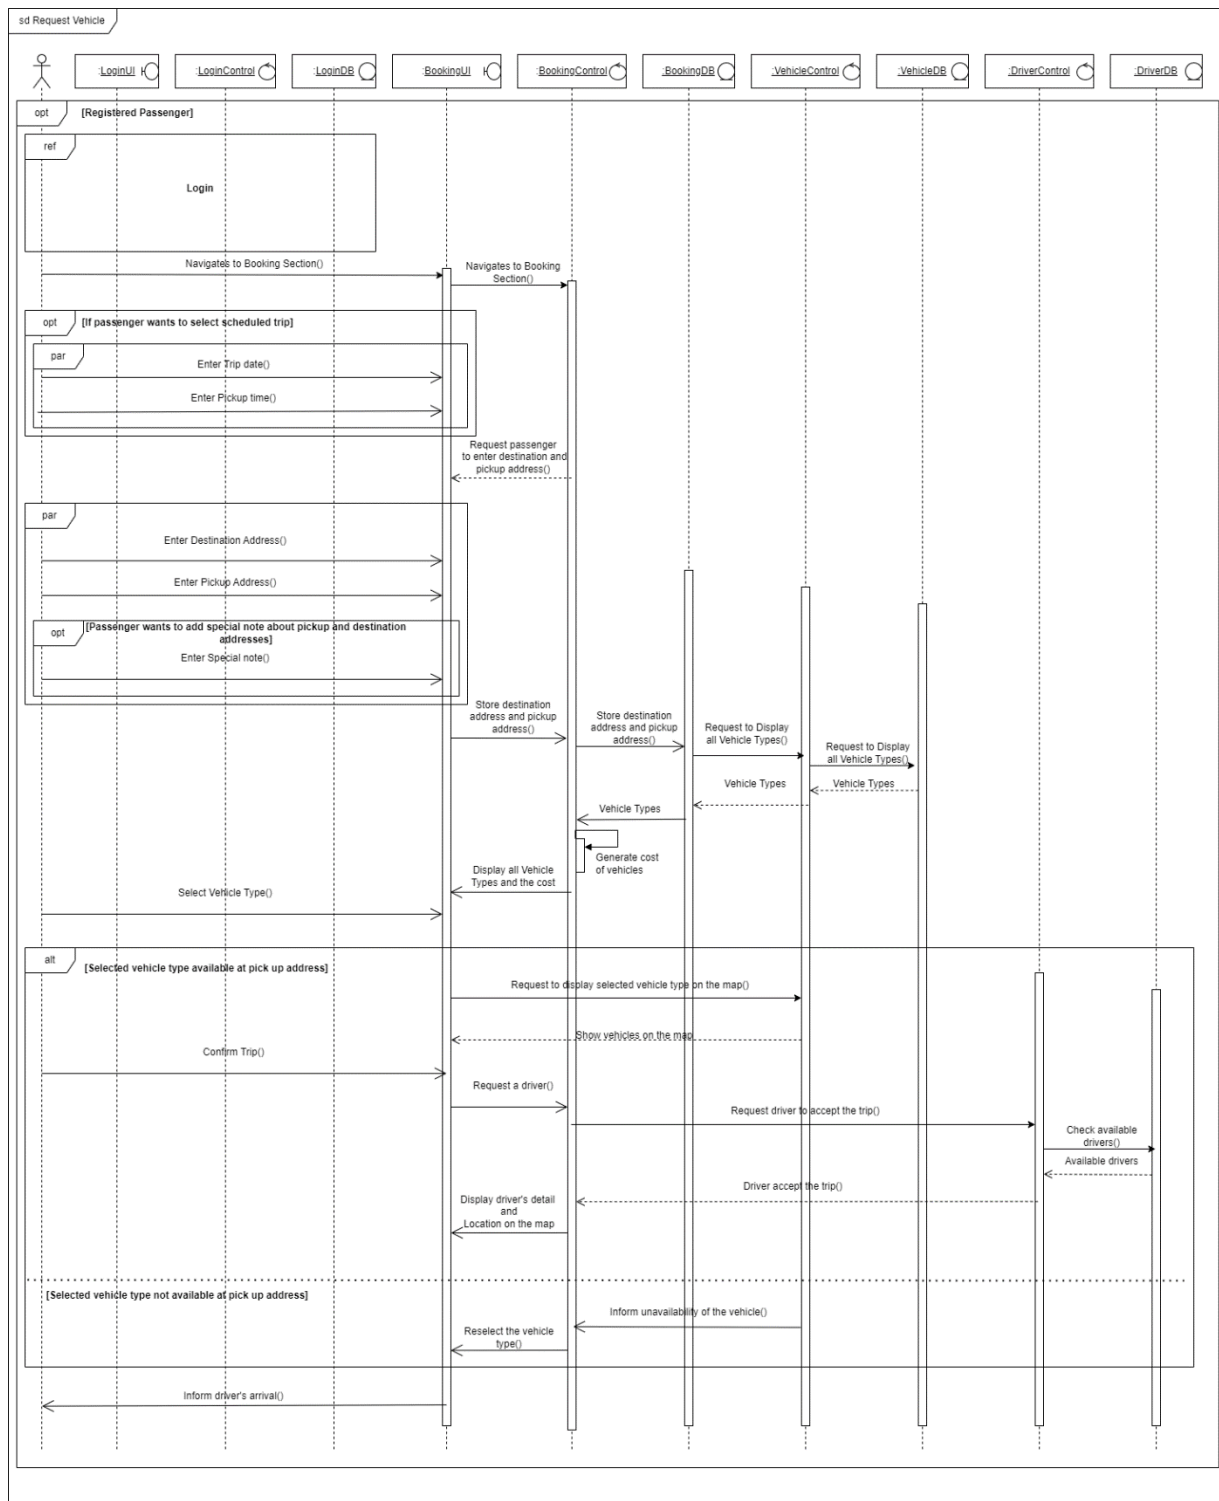 sd Request Vehicle
:LoginUI
:LoginControl
:LoginDB
:BookingUI
:BookingControl
:BookingDB
:VehicleControl
:VehicleDB
:DriverControl
:DriverDB
opt
[Registered Passenger]
ref
Login
Navigates to Booking Section()
Navigates to Booking
Section()
opt
[If passenger wants to select scheduled trip]
par
Enter Trip date()
Enter Pickup time()
Request passenger
to enter destination and
pickup address()
par
Enter Destination Address()
Enter Pickup Address()
opt
[Passenger wants to add special note about pickup and destination
addresses]
Enter Special note()
Store destination
address and pickup
address()
Store destination
address and pickup
address()
Request to Display
all Vehicle Types()
Request to Display
all Vehicle Types()
Vehicle Types
Vehicle Types
Vehicle Types
Generate cost
of vehicles
Display all Vehicle
Types and the cost
Select Vehicle Type()
alt
[Selected vehicle type available at pick up address]
Request to display selected vehicle type on the map()
Show vehicles on the map
Confirm Trip()
Request a driver()
Request driver to accept the trip()
Check available
drivers()
Available drivers
Driver accept the trip()
Display driver's detail
and
Location on the map
[Selected vehicle type not available at pick up address]
Inform unavailability of the vehicle()
Reselect the vehicle
type()
Inform driver's arrival()